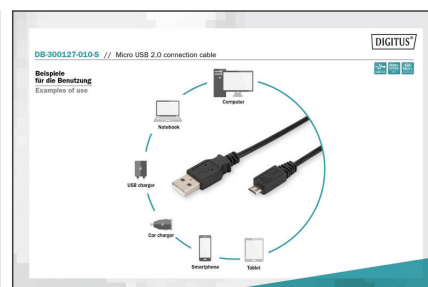 DIGITUS®
DB-300127-010-S // Micro USB 2.0 connection cable
Beispiele
für die Benutzung
Examples of use
Computer
Notebook
USB charger
Car charger
Smartphone
Tablet